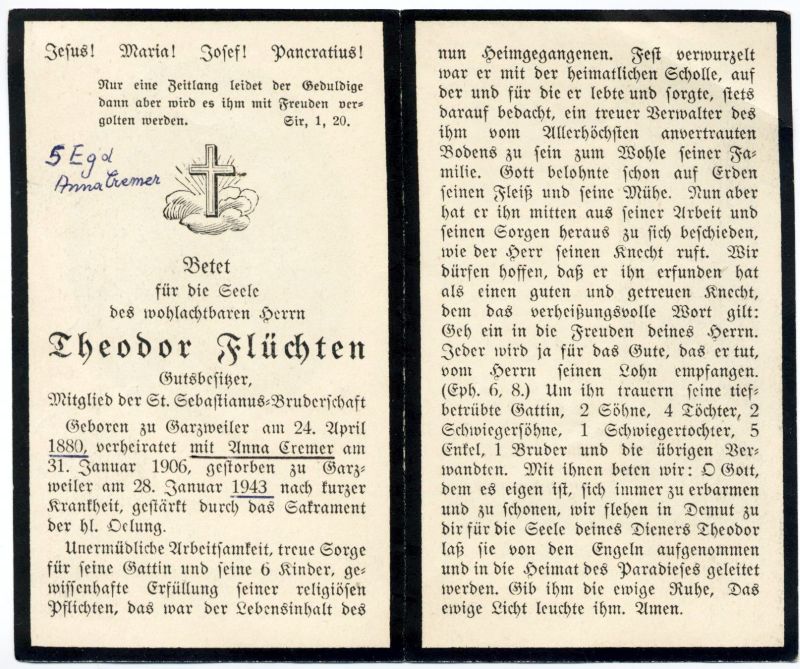 Jesus! Maria! Josef! Pancratius!
Nur eine Zeitlang leidet der Geduldige
dann aber wird es ihm mit Freuden ver-
golten werden. Sir, 1, 20.
5 Egd
Anna Cremer
Betet
für die Seele
des wohlachtbaren Herrn
Theodor Flüchten
Gutsbesitzer,
Mitglied der St. Sebastianus-Bruderschaft
Geboren zu Garzweiler am 24. April
1880, verheiratet mit Anna Cremer am
31. Januar 1906, gestorben zu Garz-
weiler am 28. Januar 1943 nach kurzer
Krankheit, gestärkt durch das Sakrament
der hl. Oelung.
Unermüdliche Arbeitsamkeit, treue Sorge
für seine Gattin und seine 6 Kinder, ge-
wissenhafte Erfüllung seiner religiösen
Pflichten, das war der Lebensinhalt des
nun Heimgegangenen. Fest verwurzelt
war er mit der heimatlichen Scholle, auf
der und für die er lebte und sorgte, stets
darauf bedacht, ein treuer Verwalter des
ihm vom Allerhöchsten anvertrauten
Bodens zu sein zum Wohle seiner Fa-
milie. Gott belohnte schon auf Erden
seinen Fleiß und seine Mühe. Nun aber
hat er ihn mitten aus seiner Arbeit und
seinen Sorgen heraus zu sich beschieden,
wie der Herr seinen Knecht ruft. Wir
dürfen hoffen, daß er ihn erfunden hat
als einen guten und getreuen Knecht,
dem das verheißungsvolle Wort gilt:
Geh ein in die Freuden deines Herrn.
Jeder wird ja für das Gute, das er tut,
vom Herrn seinen Lohn empfangen.
(Eph. 6, 8.) Um ihn trauern seine tief-
betrübte Gattin, 2 Söhne, 4 Töchter, 2
Schwiegersöhne, 1 Schwiegertochter, 5
Enkel, 1 Bruder und die übrigen Ver-
wandten. Mit ihnen beten wir: O Gott,
dem es eigen ist, sich immer zu erbarmen
und zu schonen, wir flehen in Demut zu
dir für die Seele deines Dieners Theodor
laß sie von den Engeln aufgenommen
und in die Heimat des Paradieses geleitet
werden. Gib ihm die ewige Ruhe, Das
ewige Licht leuchte ihm. Amen.